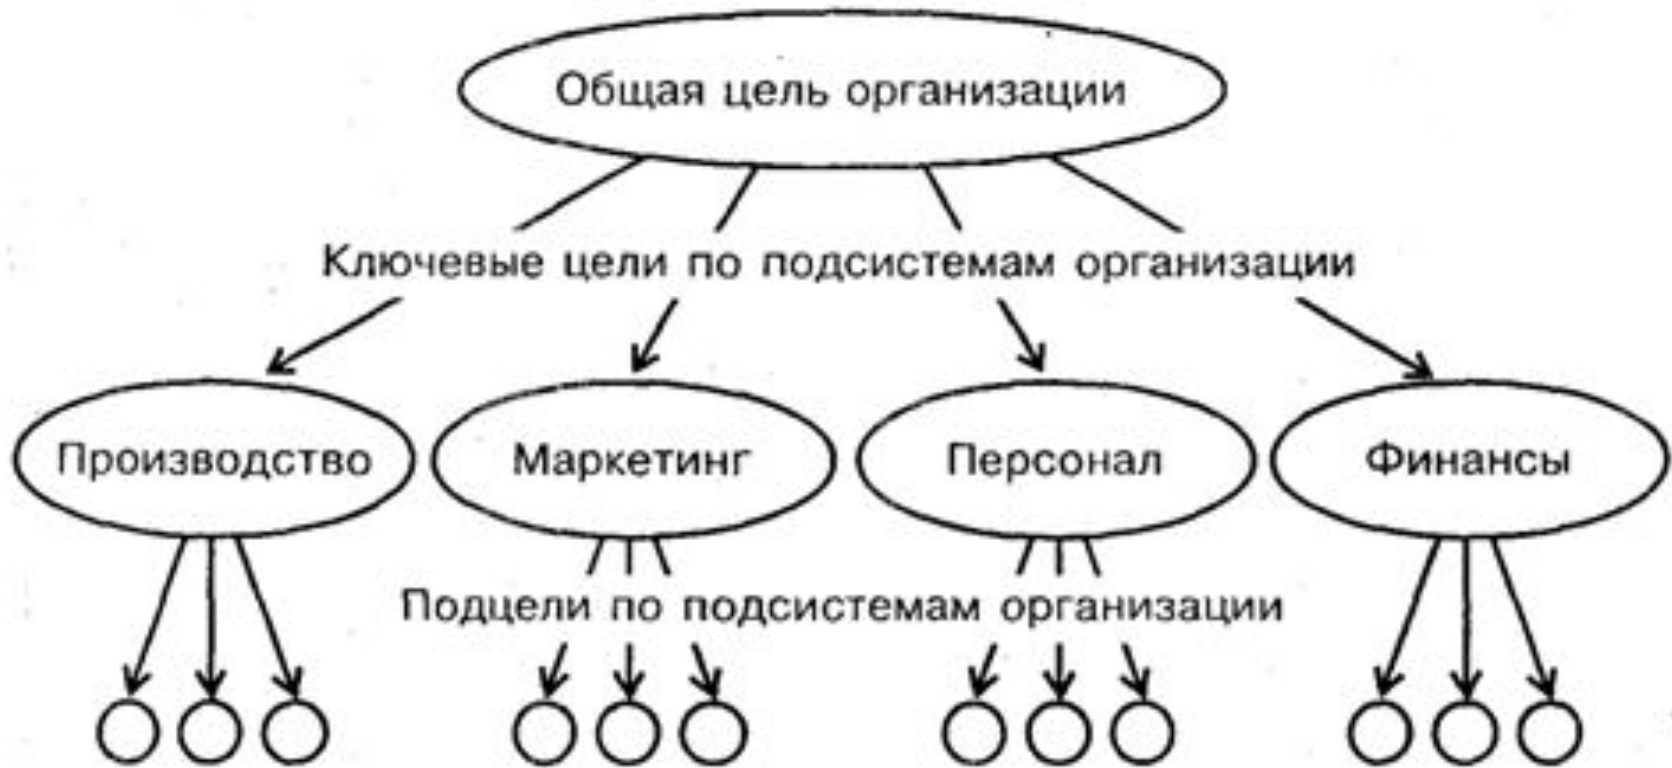 Общая цель организации
Ключевые цели по подсистемам организации
Производство
Маркетинг
Персонал
Финансы
Подцели по подсистемам организации